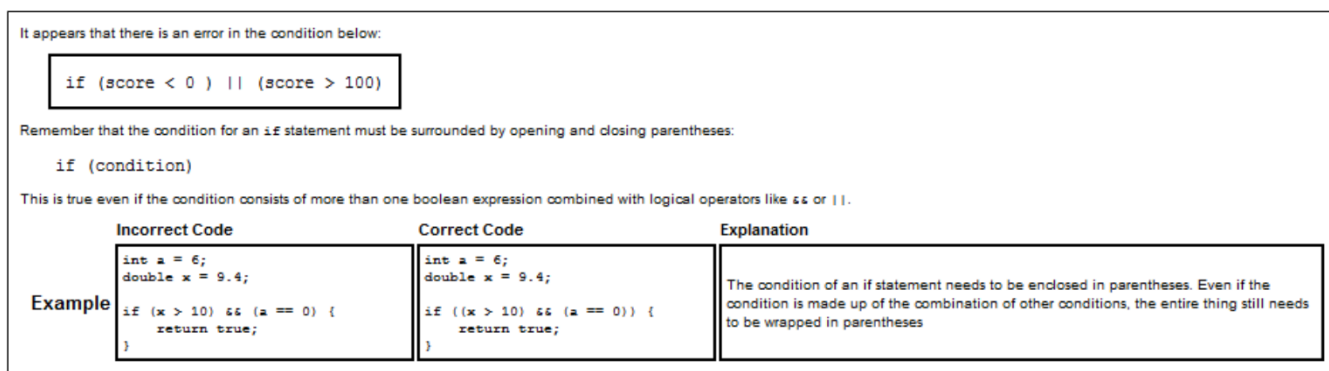 It appears that there is an error in the condition below:
if (score < 0 ) || (score > 100)
Remember that the condition for an if statement must be surrounded by opening and closing parentheses:
if (condition)
This is true even if the condition consists of more than one boolean expression combined with logical operators like && or ||.
Incorrect Code Correct Code Explanation
Example
int a = 6;
double x = 9.4;
if (x > 10) && (a == 0) {
return true;
}
int a = 6;
double x = 9.4;
if ((x > 10) && (a == 0)) {
return true;
}
The condition of an if statement needs to be enclosed in parentheses. Even if the
condition is made up of the combination of other conditions, the entire thing still needs
to be wrapped in parentheses